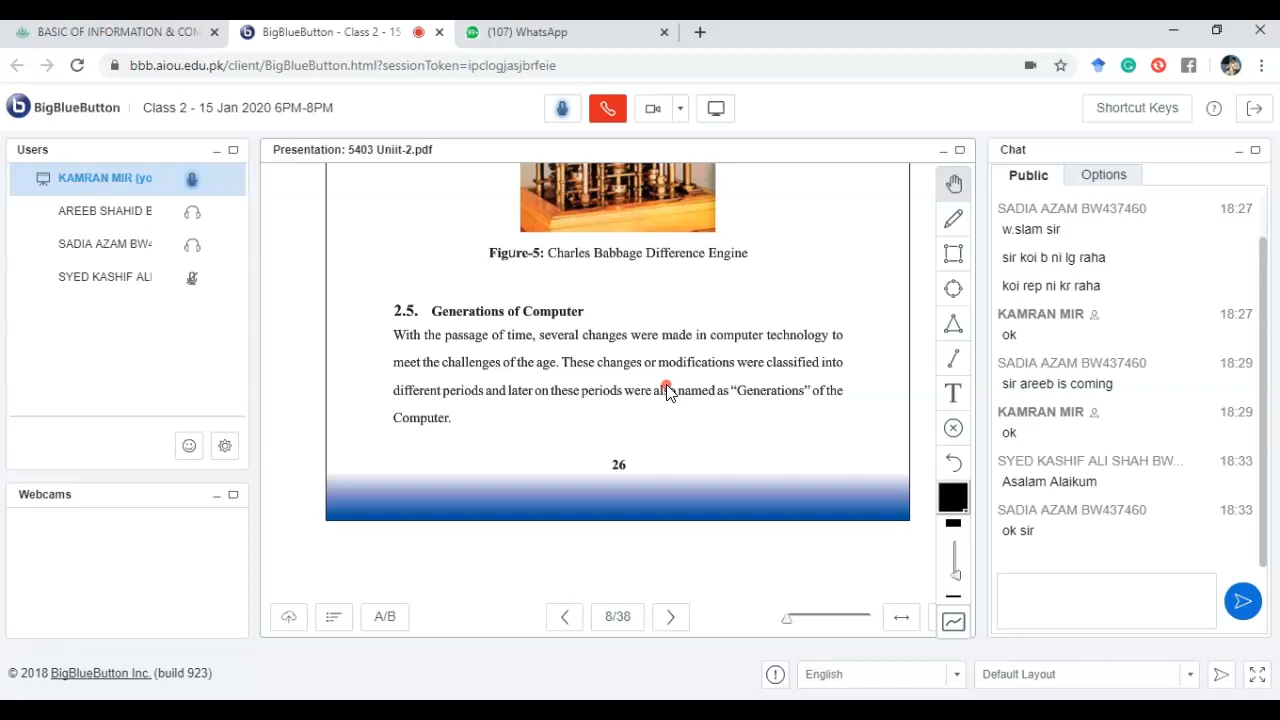 BASIC OF INFORMATION & COM
BigBlueButton - Class 2 - 15
(107) WhatsApp
bbb.aiou.edu.pk/client/BigBlueButton.html?sessionToken=ipclogjasjbrfeie
BigBlueButton
Class 2 - 15 Jan 2020 6PM-8PM
Shortcut Keys
Users
KAMRAN MIR (yo
AREEB SHAHID B
SADIA AZAM BW4
SYED KASHIF ALI
Webcams
Presentation: 5403 Uniit-2.pdf
Figure-5: Charles Babbage Difference Engine
2.5. Generations of Computer
With the passage of time, several changes were made in computer technology to
meet the challenges of the age. These changes or modifications were classified into
different periods and later on these periods were also named as “Generations” of the
Computer.
26
A/B
8/38
T
Chat
Public
Options
SADIA AZAM BW437460 18:27
w.slam sir
sir koi b ni lg raha
koi rep ni kr raha
KAMRAN MIR 18:27
ok
SADIA AZAM BW437460 18:29
sir areeb is coming
KAMRAN MIR 18:29
ok
SYED KASHIF ALI SHAH BW... 18:33
Asalam Alaikum
SADIA AZAM BW437460 18:33
ok sir
© 2018 BigBlueButton Inc. (build 923)
English
Default Layout